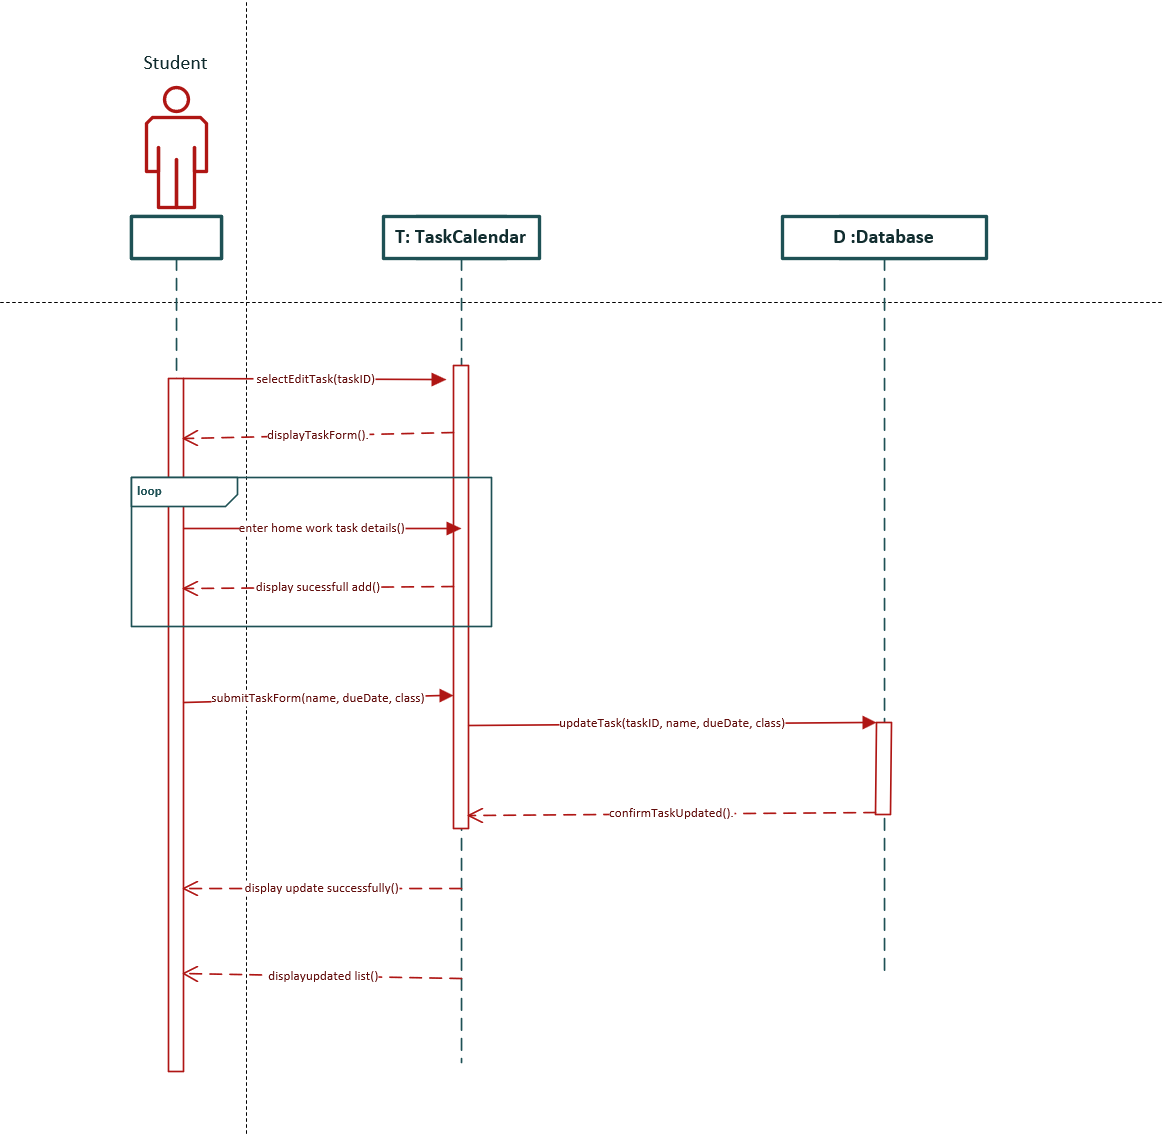 Student
T: TaskCalendar
D :Database
selectEditTask(taskID)
displayTaskForm().
loop
enter home work task details()
display sucessfull add()
submitTaskForm(name, dueDate, class)
updateTask(taskID, name, dueDate, class)
confirmTaskUpdated().
display update successfully()
displayupdated list()